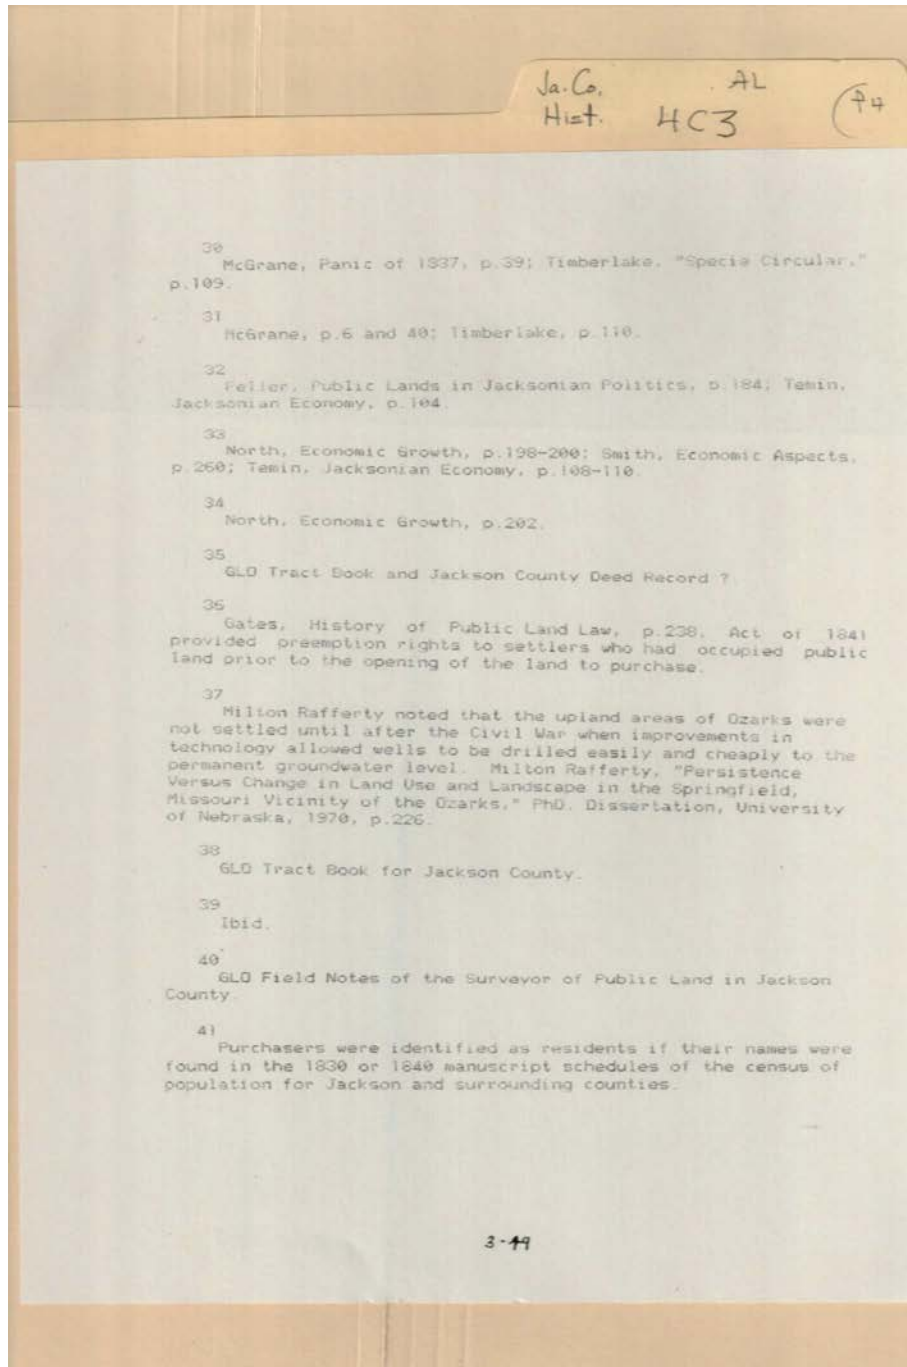 Ja. Co. AL
Hist. 4C3 P4
30
McGrane, Panic of 1837, p.39; Timberlake, "Specie Circular,"
p.109.
31
McGrane, p.6 and 40; Timberlake, p.110.
32
Feller, Public Lands in Jacksonian Politics, p.184; Temin,
Jacksonian Economy, p.104.
33
North, Economic Growth, p.198-200; Smith, Economic Aspects,
p.260; Temin, Jacksonian Economy, p.108-110.
34
North, Economic Growth, p.202.
35
GLO Tract Book and Jackson County Deed Record ?
36
Gates, History of Public Land Law, p.238. Act of 1841
provided preemption rights to settlers who had occupied public
land prior to the opening of the land to purchase.
37
Milton Rafferty noted that the upland areas of Ozarks were
not settled until after the Civil War when improvements in
technology allowed wells to be drilled easily and cheaply to the
permanent groundwater level. Milton Rafferty, "Persistence
Versus Change in Land Use and Landscape in the Springfield,
Missouri Vicinity of the Ozarks," PhD. Dissertation, University
of Nebraska, 1970, p.226.
38
GLO Tract Book for Jackson County.
39
Ibid.
40
GLO Field Notes of the Surveyor of Public Land in Jackson
County.
41
Purchasers were identified as residents if their names were
found in the 1830 or 1840 manuscript schedules of the census of
population for Jackson and surrounding counties.
3-49